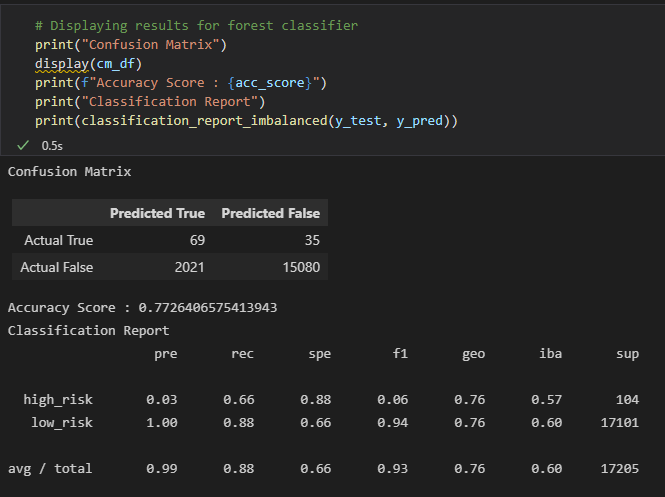 # Displaying results for forest classifier
print("Confusion Matrix")
display(cm_df)
print(f"Accuracy Score : {acc_score}")
print("Classification Report")
print(classification_report_imbalanced(y_test, y_pred))
✓ 0.5s
Confusion Matrix
Predicted True Predicted False
Actual True 69 35
Actual False 2021 15080
Accuracy Score : 0.7726406575413943
Classification Report
pre rec spe f1 geo iba sup
high_risk 0.03 0.66 0.88 0.06 0.76 0.57 104
low_risk 1.00 0.88 0.66 0.94 0.76 0.60 17101
avg / total 0.99 0.88 0.66 0.93 0.76 0.60 17205